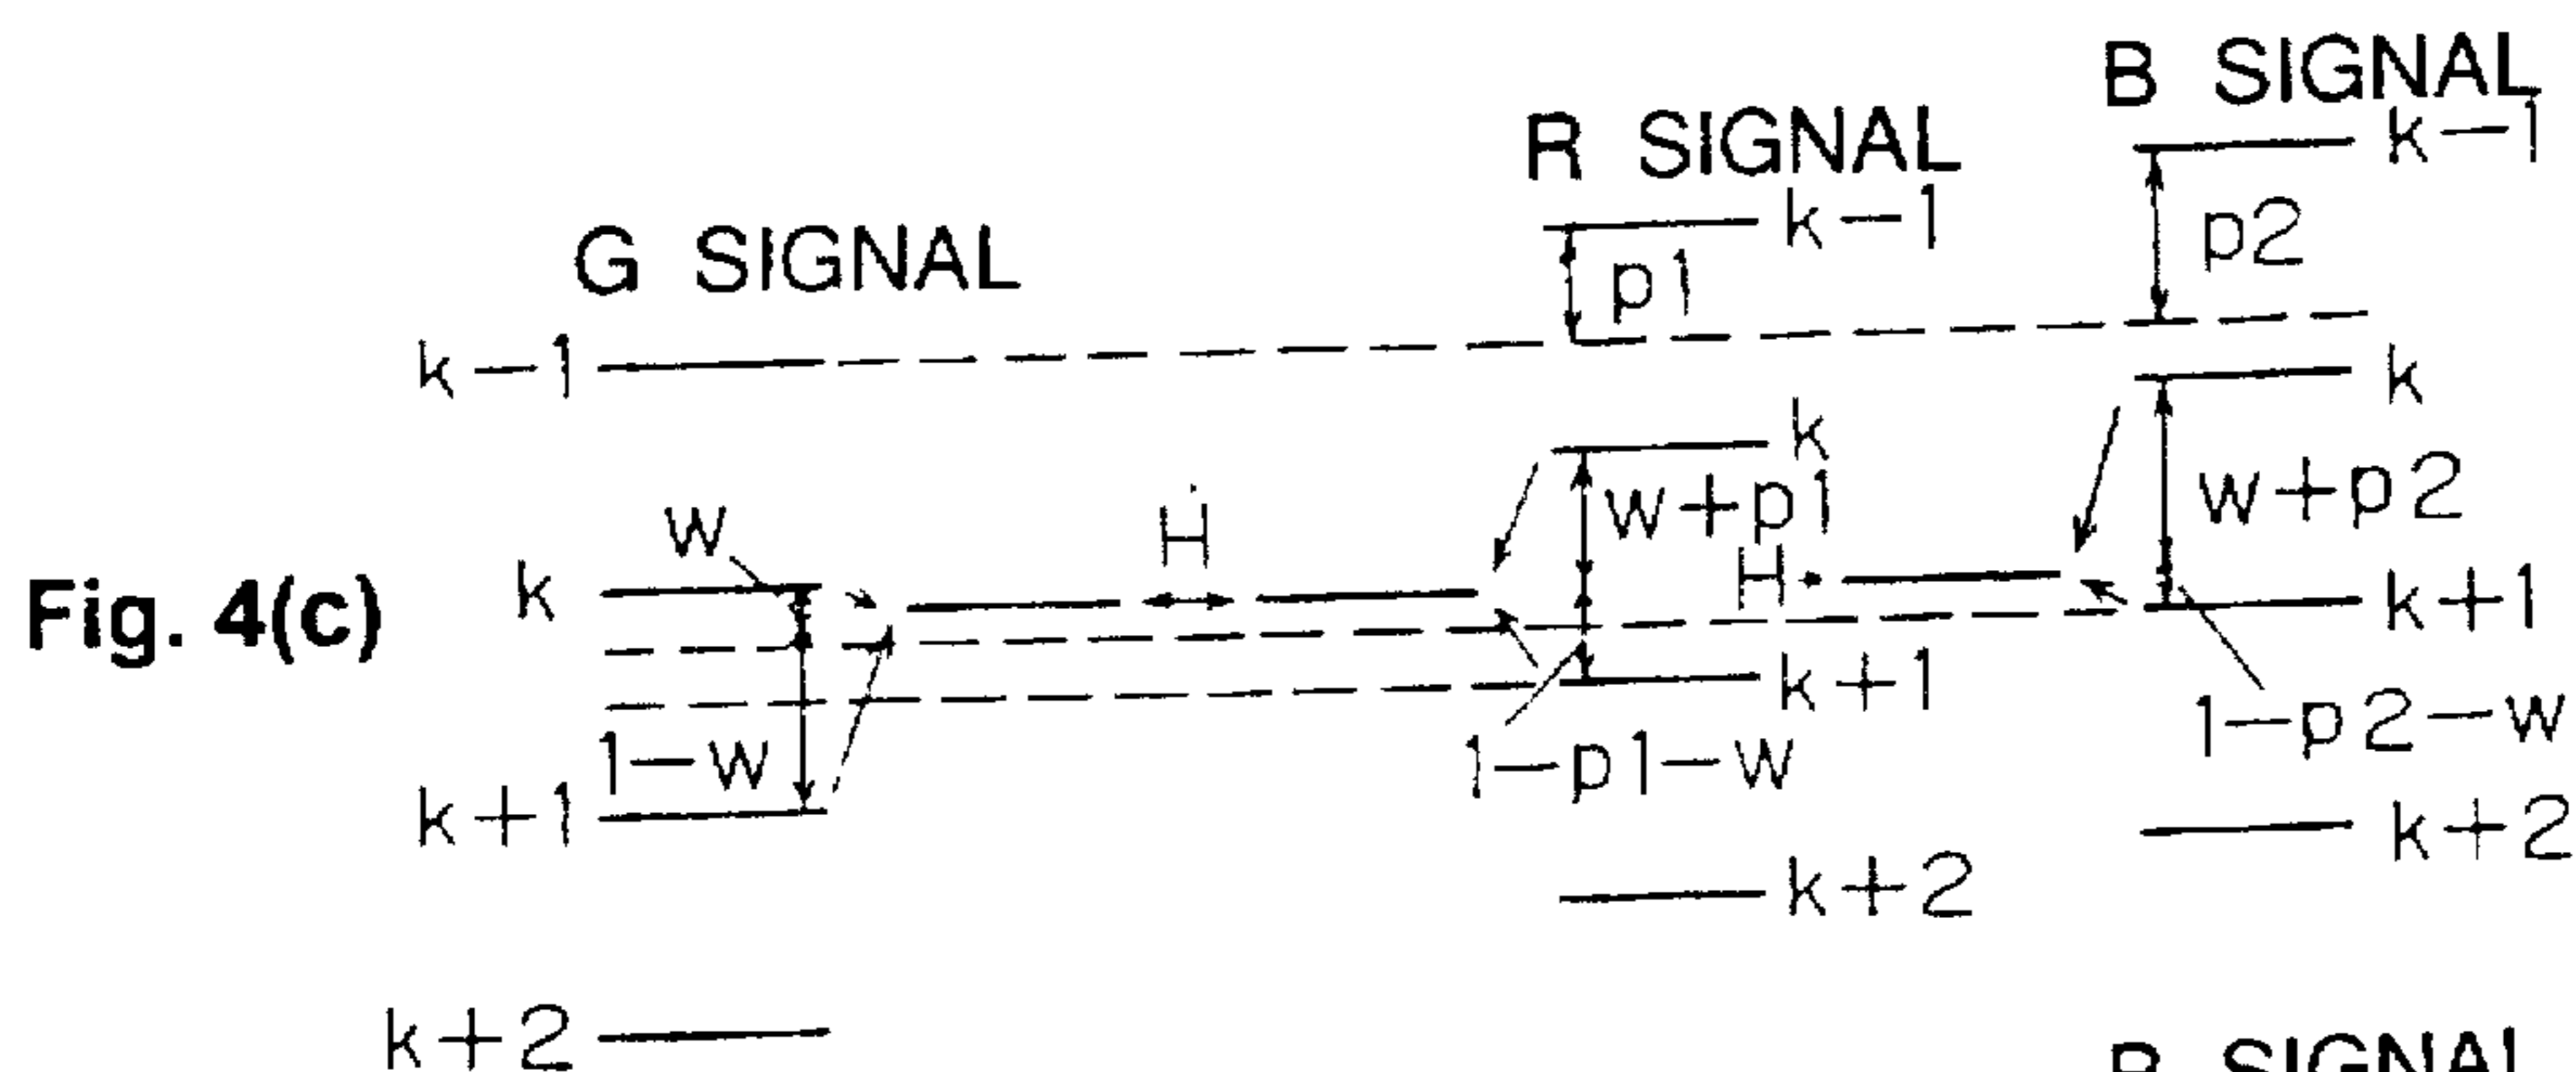 B SIGNAL
R SIGNAL
k-1
G SIGNAL
k-1
p2
p1
k-1
k
k
w
H
w+p1
w+p2
Fig. 4(c)
k
H
k+1
k+1
1-w
1-p1-w
1-p2-w
k+1
k+2
k+2
k+2